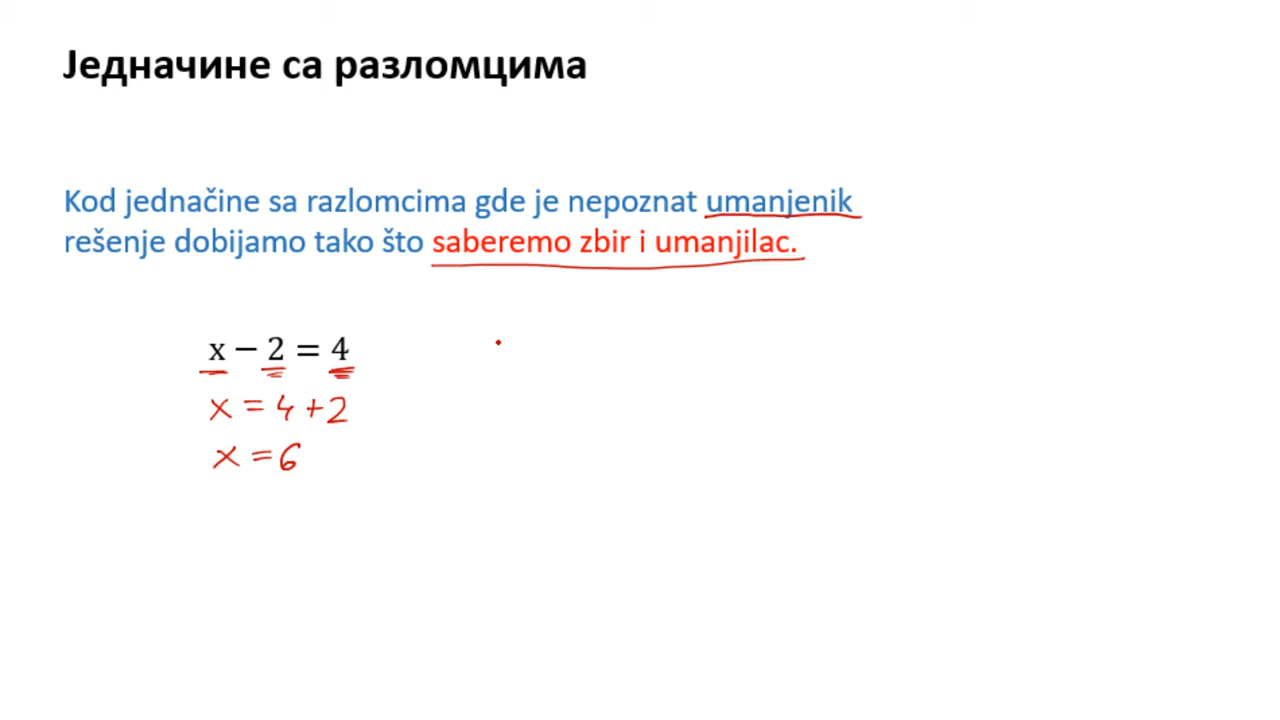 Једначине са разломцима
Kod jednačine sa razlomcima gde je nepoznat umanjenik
rešenje dobijamo tako što saberemo zbir i umanjilac.
x − 2 = 4
x = 4 + 2
x = 6